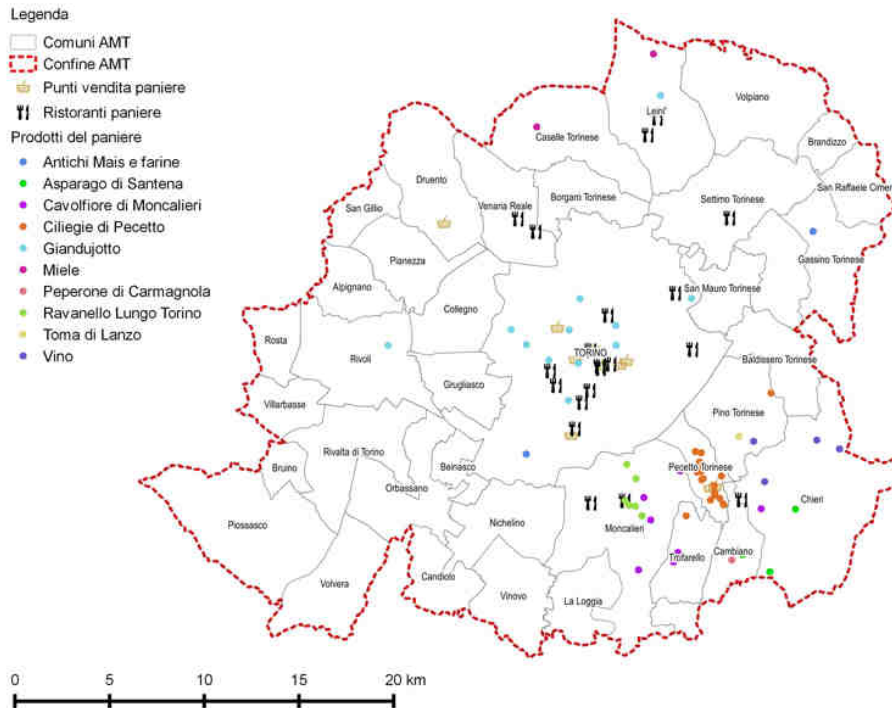 Legenda
Comuni AMT
Confine AMT
Punti vendita paniere
Ristoranti paniere
Prodotti del paniere
Antichi Mais e farine
Asparago di Santena
Cavolfiore di Moncalieri
Ciliegie di Pecetto
Giandujotto
Miele
Peperone di Carmagnola
Ravanello Lungo Torino
Toma di Lanzo
Vino
Volpiano
Leini'
Caselle Torinese
Brandizzo
Druento
San Raffaele Cimen
Borgaro Torinese
Settimo Torinese
Venaria Reale
San Gillio
Pianezza
Gassino Torinese
Alpignano
San Mauro Torinese
Collegno
Rosta
Rivoli
TORINO
Baldissero Torinese
Grugliasco
Villarbasse
Pino Torinese
Rivalta di Torino
Bruino
Beinasco
Pecetto Torinese
Orbassano
Piossasco
Chieri
Nichelino
Moncalieri
Cambiano
Trofarello
Candiolo
Volvera
Vinovo
La Loggia
0 5 10 15 20 km